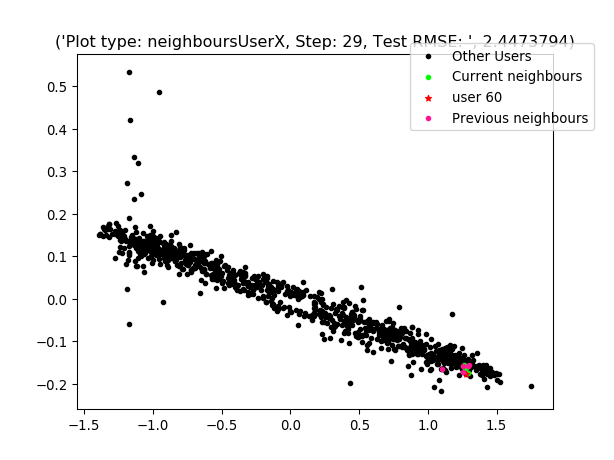 ('Plot type: neighboursUserX, Step: 29, Test RMSE: ', 2.4473794)
Other Users
Current neighbours
user 60
Previous neighbours
0.5
0.4
0.3
0.2
0.1
0.0
−0.1
−0.2
−1.5 −1.0 −0.5 0.0 0.5 1.0 1.5